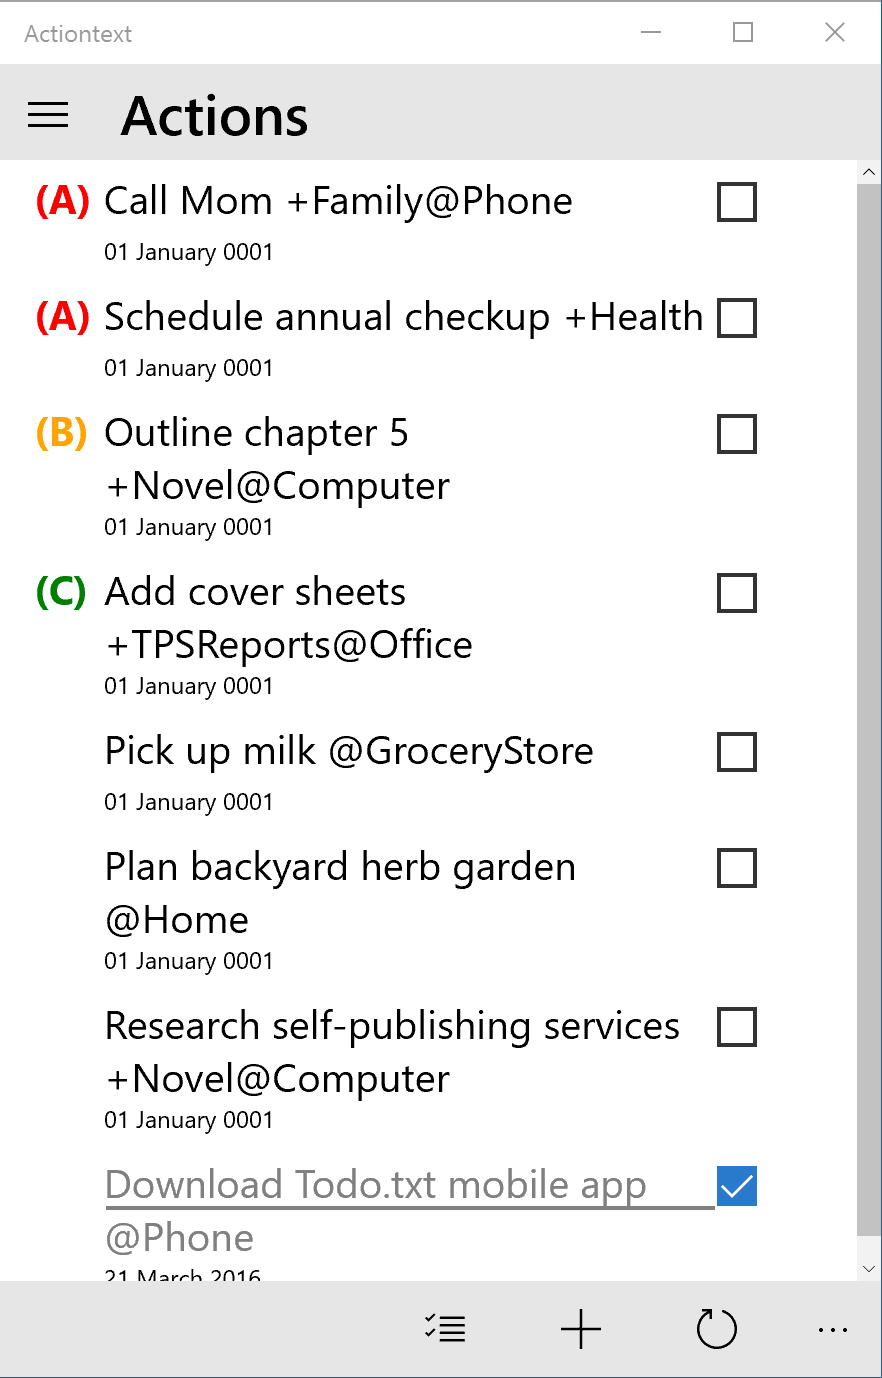 Actiontext
Actions
(A) Call Mom +Family@Phone
01 January 0001
(A) Schedule annual checkup +Health
01 January 0001
(B) Outline chapter 5
+Novel@Computer
01 January 0001
(C) Add cover sheets
+TPSReports@Office
01 January 0001
Pick up milk @GroceryStore
01 January 0001
Plan backyard herb garden
@Home
01 January 0001
Research self-publishing services
+Novel@Computer
01 January 0001
Download Todo.txt mobile app
@Phone
21 March 2016